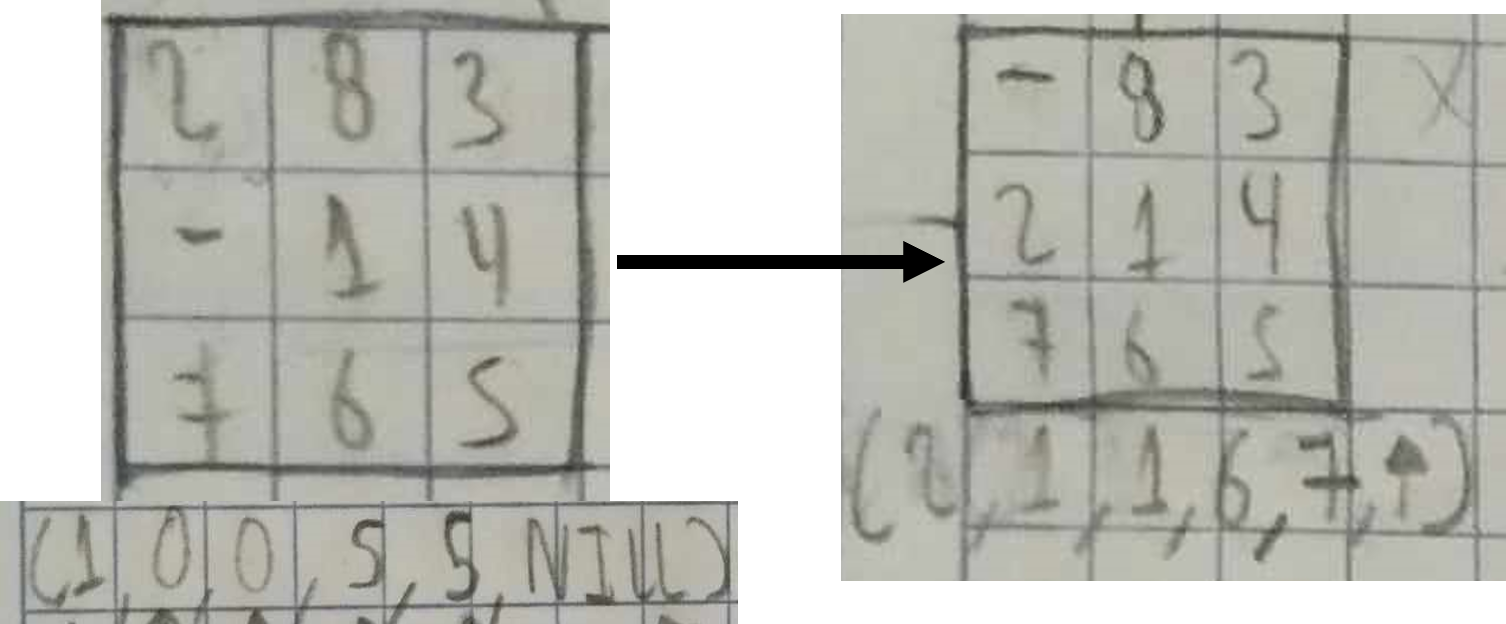 2 8 3
- 1 4
7 6 5
(1, 0, 0, 5, 5, NILL)
- 8 3 X
2 1 4
7 6 5
(2, 1, 1, 6, 7, ↑)